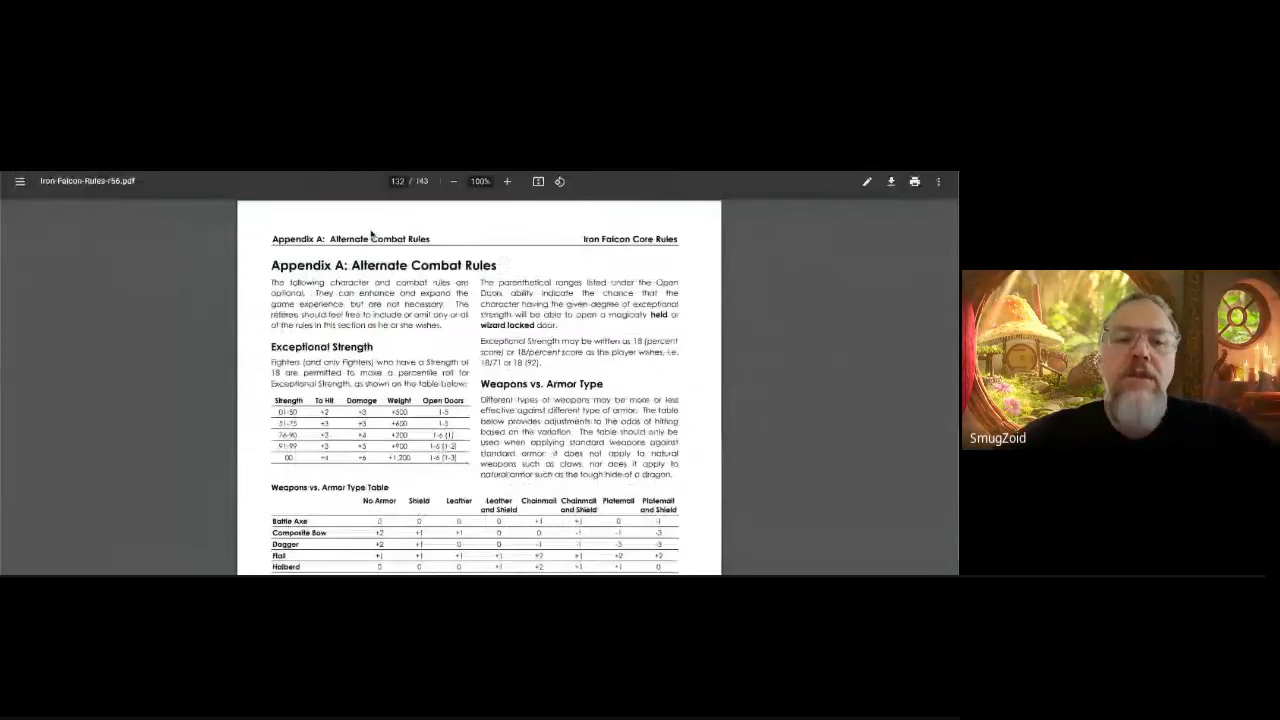 Iron-Falcon-Rules-r56.pdf
132 / 143
100%
Appendix A: Alternate Combat Rules
Iron Falcon Core Rules
Appendix A: Alternate Combat Rules
The following character and combat rules are
optional. They can enhance and expand the
game experience, but are not necessary. The
referee should feel free to include or omit any or all
of the rules in this section as he or she wishes.
Exceptional Strength
Fighters (and only Fighters) who have a Strength of
18 are permitted to make a percentile roll for
Exceptional Strength, as shown on the table below:
Strength To Hit Damage Weight Open Doors
01-50 +2 +3 +500 1-5
51-75 +3 +3 +600 1-5
76-90 +3 +4 +700 1-6 (1)
91-99 +3 +5 +900 1-6 (1-2)
00 +4 +6 +1,200 1-6 (1-3)
The parenthetical ranges listed under the Open
Doors ability indicate the chance that the
character having the given degree of exceptional
strength will be able to open a magically held or
wizard locked door.
Exceptional Strength may be written as 18 (percent
score) or 18/percent score as the player wishes, i.e.
18/71 or 18 (92).
Weapons vs. Armor Type
Different types of weapons may be more or less
effective against different type of armor. The table
below provides adjustments to the odds of hitting
based on this variation. The table should only be
used when applying standard weapons against
standard armor; it does not apply to natural
weapons such as claws, nor does it apply to
natural armor such as the tough hide of a dragon.
Weapons vs. Armor Type Table
No Armor Shield Leather Leather and Shield Chainmail Chainmail and Shield Platemail Platemail and Shield
Battle Axe 0 0 0 0 +1 +1 0 -1
Composite Bow +2 +1 +1 0 0 -1 -1 -3
Dagger +2 +1 0 0 -1 -1 -3 -3
Flail +1 +1 +1 +1 +2 +1 +2 +2
Halberd 0 0 0 +1 +2 +1 +1 0
SmugZoid